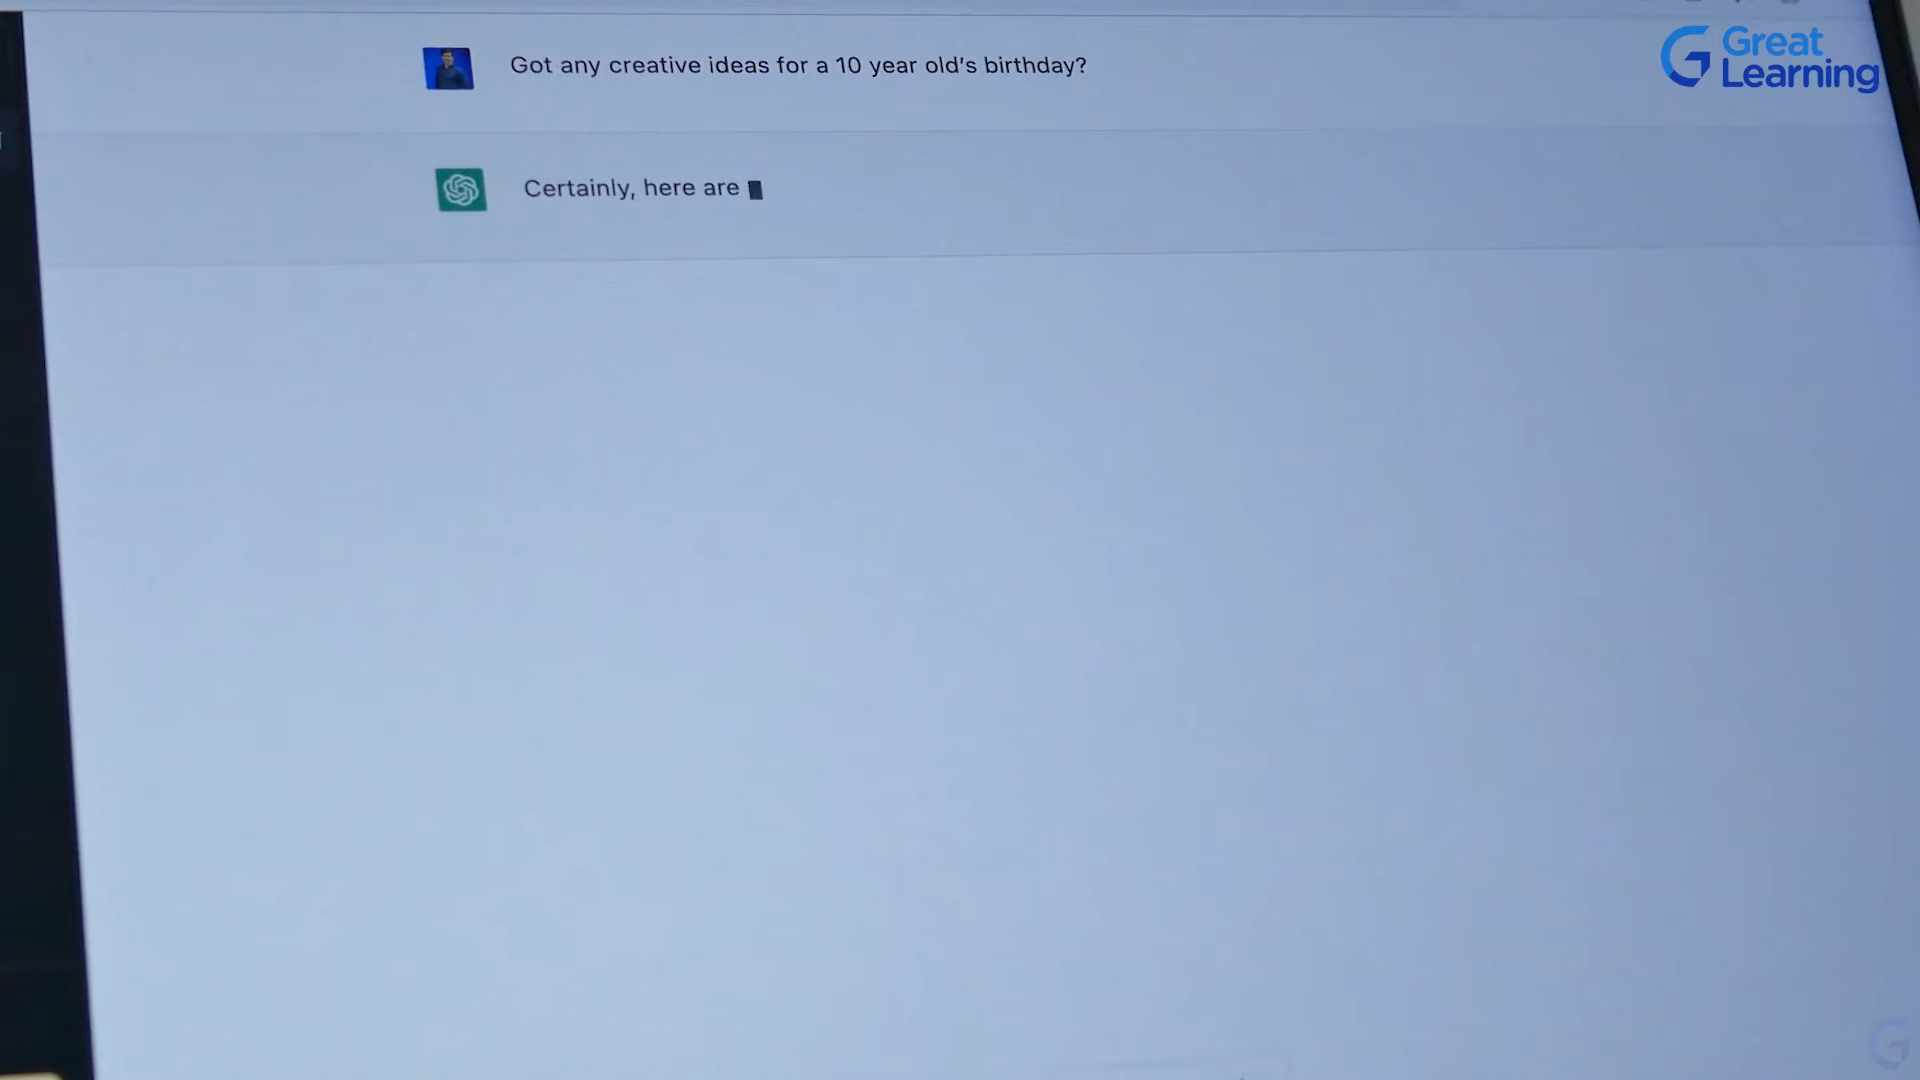 Got any creative ideas for a 10 year old's birthday?
Great
Learning
Certainly, here are